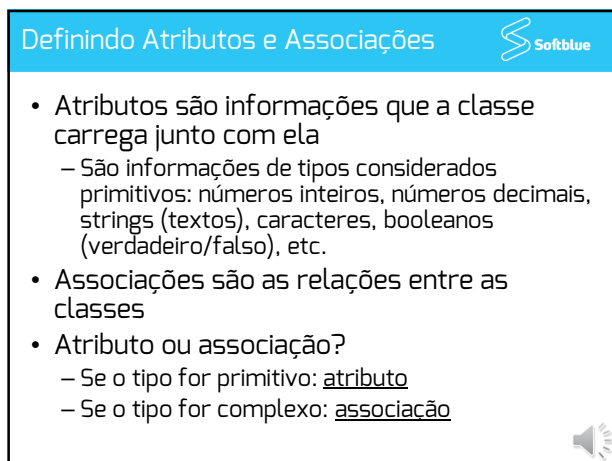 Definindo Atributos e Associações
Softblue
• Atributos são informações que a classe
carrega junto com ela
– São informações de tipos considerados
primitivos: números inteiros, números decimais,
strings (textos), caracteres, booleanos
(verdadeiro/falso), etc.
• Associações são as relações entre as
classes
• Atributo ou associação?
– Se o tipo for primitivo: atributo
– Se o tipo for complexo: associação